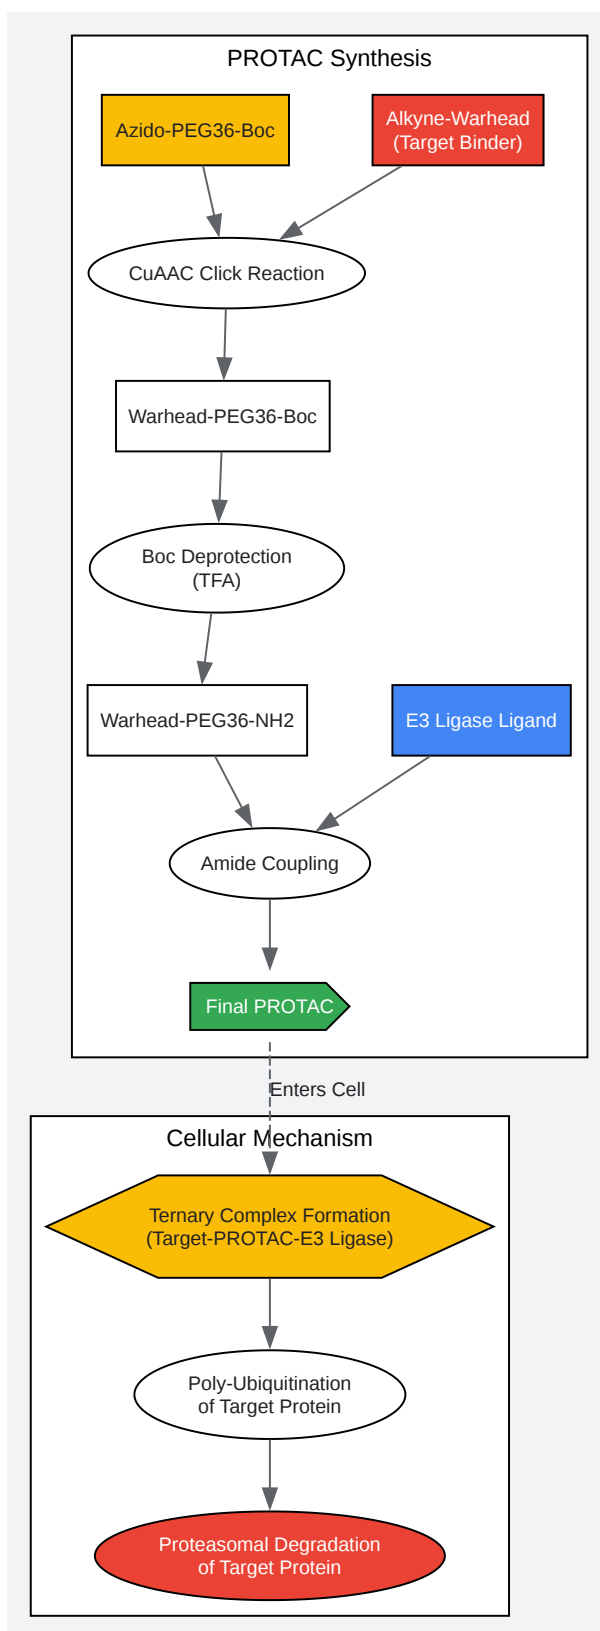 PROTAC Synthesis
Azido-PEG36-Boc
Alkyne-Warhead
(Target Binder)
CuAAC Click Reaction
Warhead-PEG36-Boc
Boc Deprotection
(TFA)
Warhead-PEG36-NH2
E3 Ligase Ligand
Amide Coupling
Final PROTAC
Enters Cell
Cellular Mechanism
Ternary Complex Formation
(Target-PROTAC-E3 Ligase)
Poly-Ubiquitination
of Target Protein
Proteasomal Degradation
of Target Protein